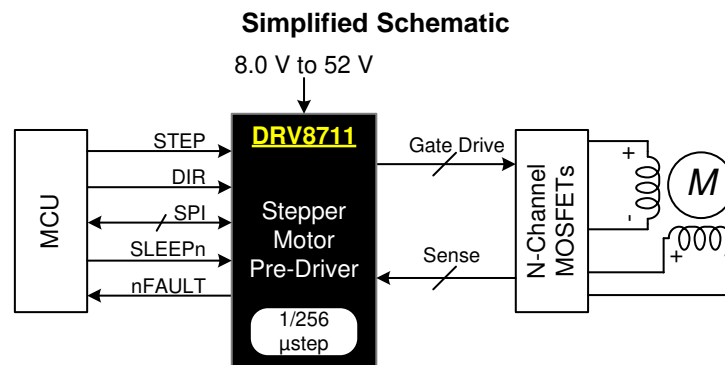 Simplified Schematic
8.0 V to 52 V
MCU
STEP
DIR
SPI
SLEEPn
nFAULT
DRV8711
Stepper
Motor
Pre-Driver
1/256
µstep
Gate Drive
Sense
N-Channel
MOSFETs
+
-
M
+
-